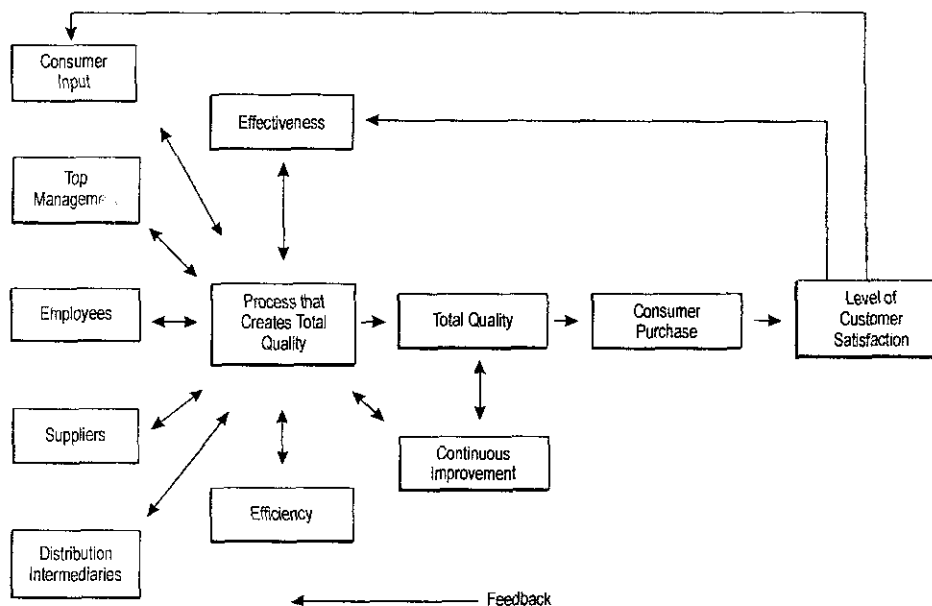 Consumer
Input
Effectiveness
Top
Management
Employees
Process that
Creates Total
Quality
Total Quality
Consumer
Purchase
Level of
Customer
Satisfaction
Suppliers
Continuous
Improvement
Efficiency
Distribution
Intermediaries
Feedback